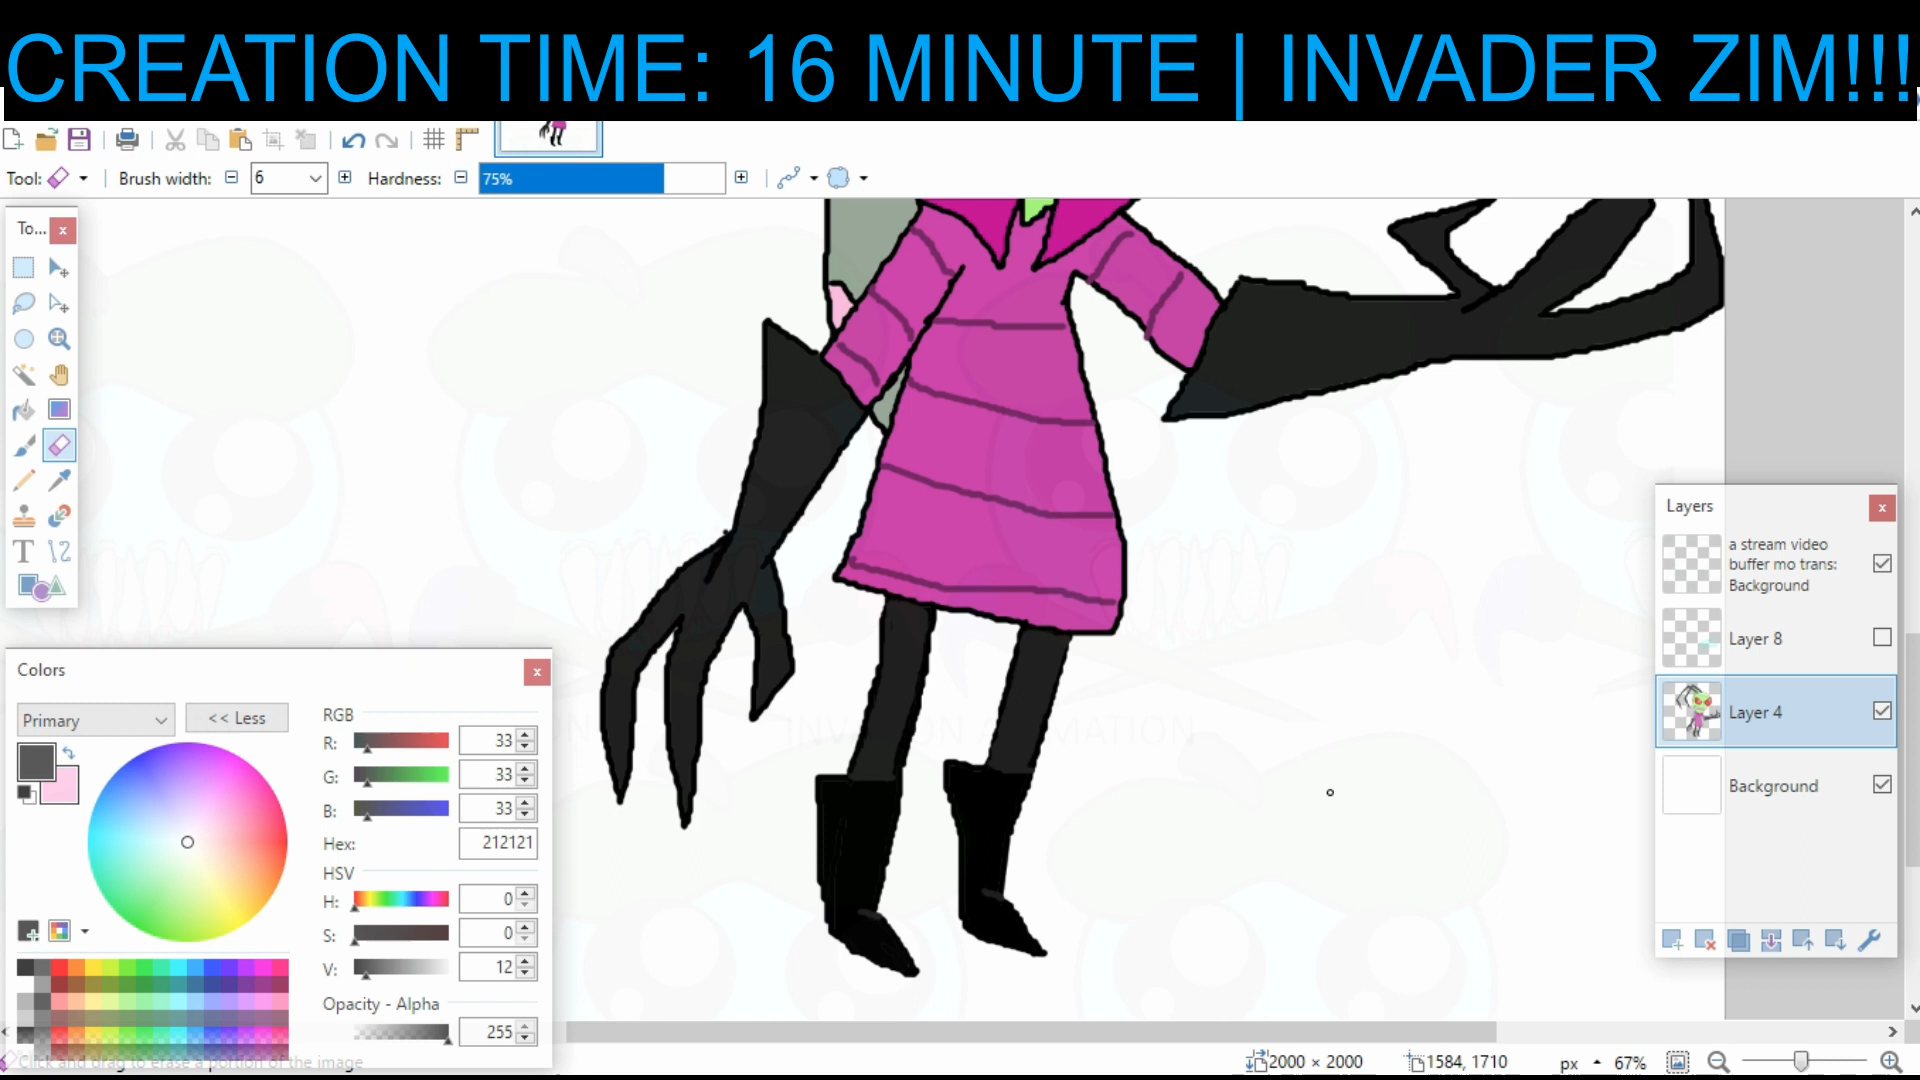 CREATION TIME: 16 MINUTE | INVADER ZIM!!!
Tool:
Brush width:
6
Hardness:
75%
To...
x
Layers
x
a stream video
buffer mo trans:
Background
Layer 8
Layer 4
Background
Colors
x
Primary
<< Less
RGB
R:
33
G:
33
B:
33
Hex:
212121
HSV
H:
0
S:
0
V:
12
Opacity - Alpha
255
INVASION ANIMATION
Click and drag to erase a portion of the image
2000 × 2000
1584, 1710
px
67%